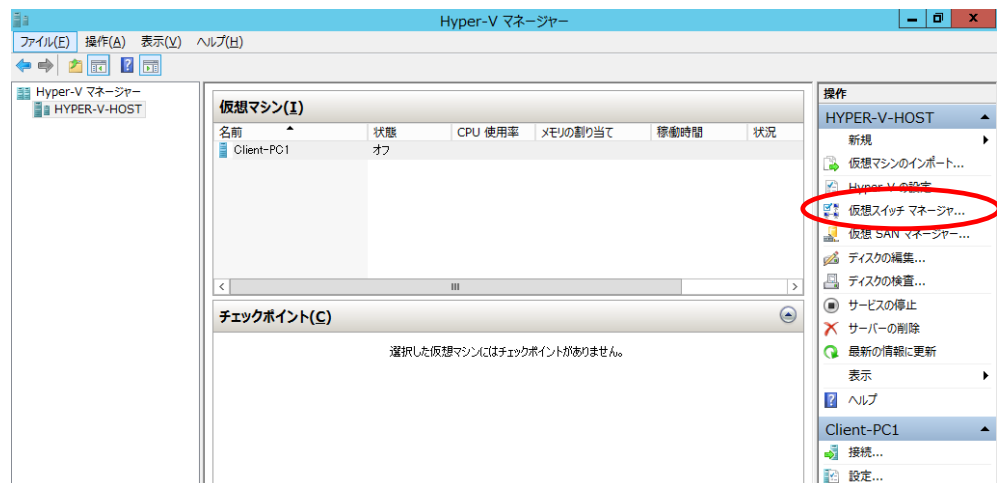 Hyper-V マネージャー
ファイル(F) 操作(A) 表示(V) ヘルプ(H)
Hyper-V マネージャー
HYPER-V-HOST
仮想マシン(I)
名前 状態 CPU 使用率 メモリの割り当て 稼働時間 状況
Client-PC1 オフ
チェックポイント(C)
選択した仮想マシンにはチェックポイントがありません。
操作
HYPER-V-HOST
新規
仮想マシンのインポート...
Hyper-V の設定...
仮想スイッチ マネージャ...
仮想 SAN マネージャー...
ディスクの編集...
ディスクの検査...
サービスの停止
サーバーの削除
最新の情報に更新
表示
ヘルプ
Client-PC1
接続...
設定...